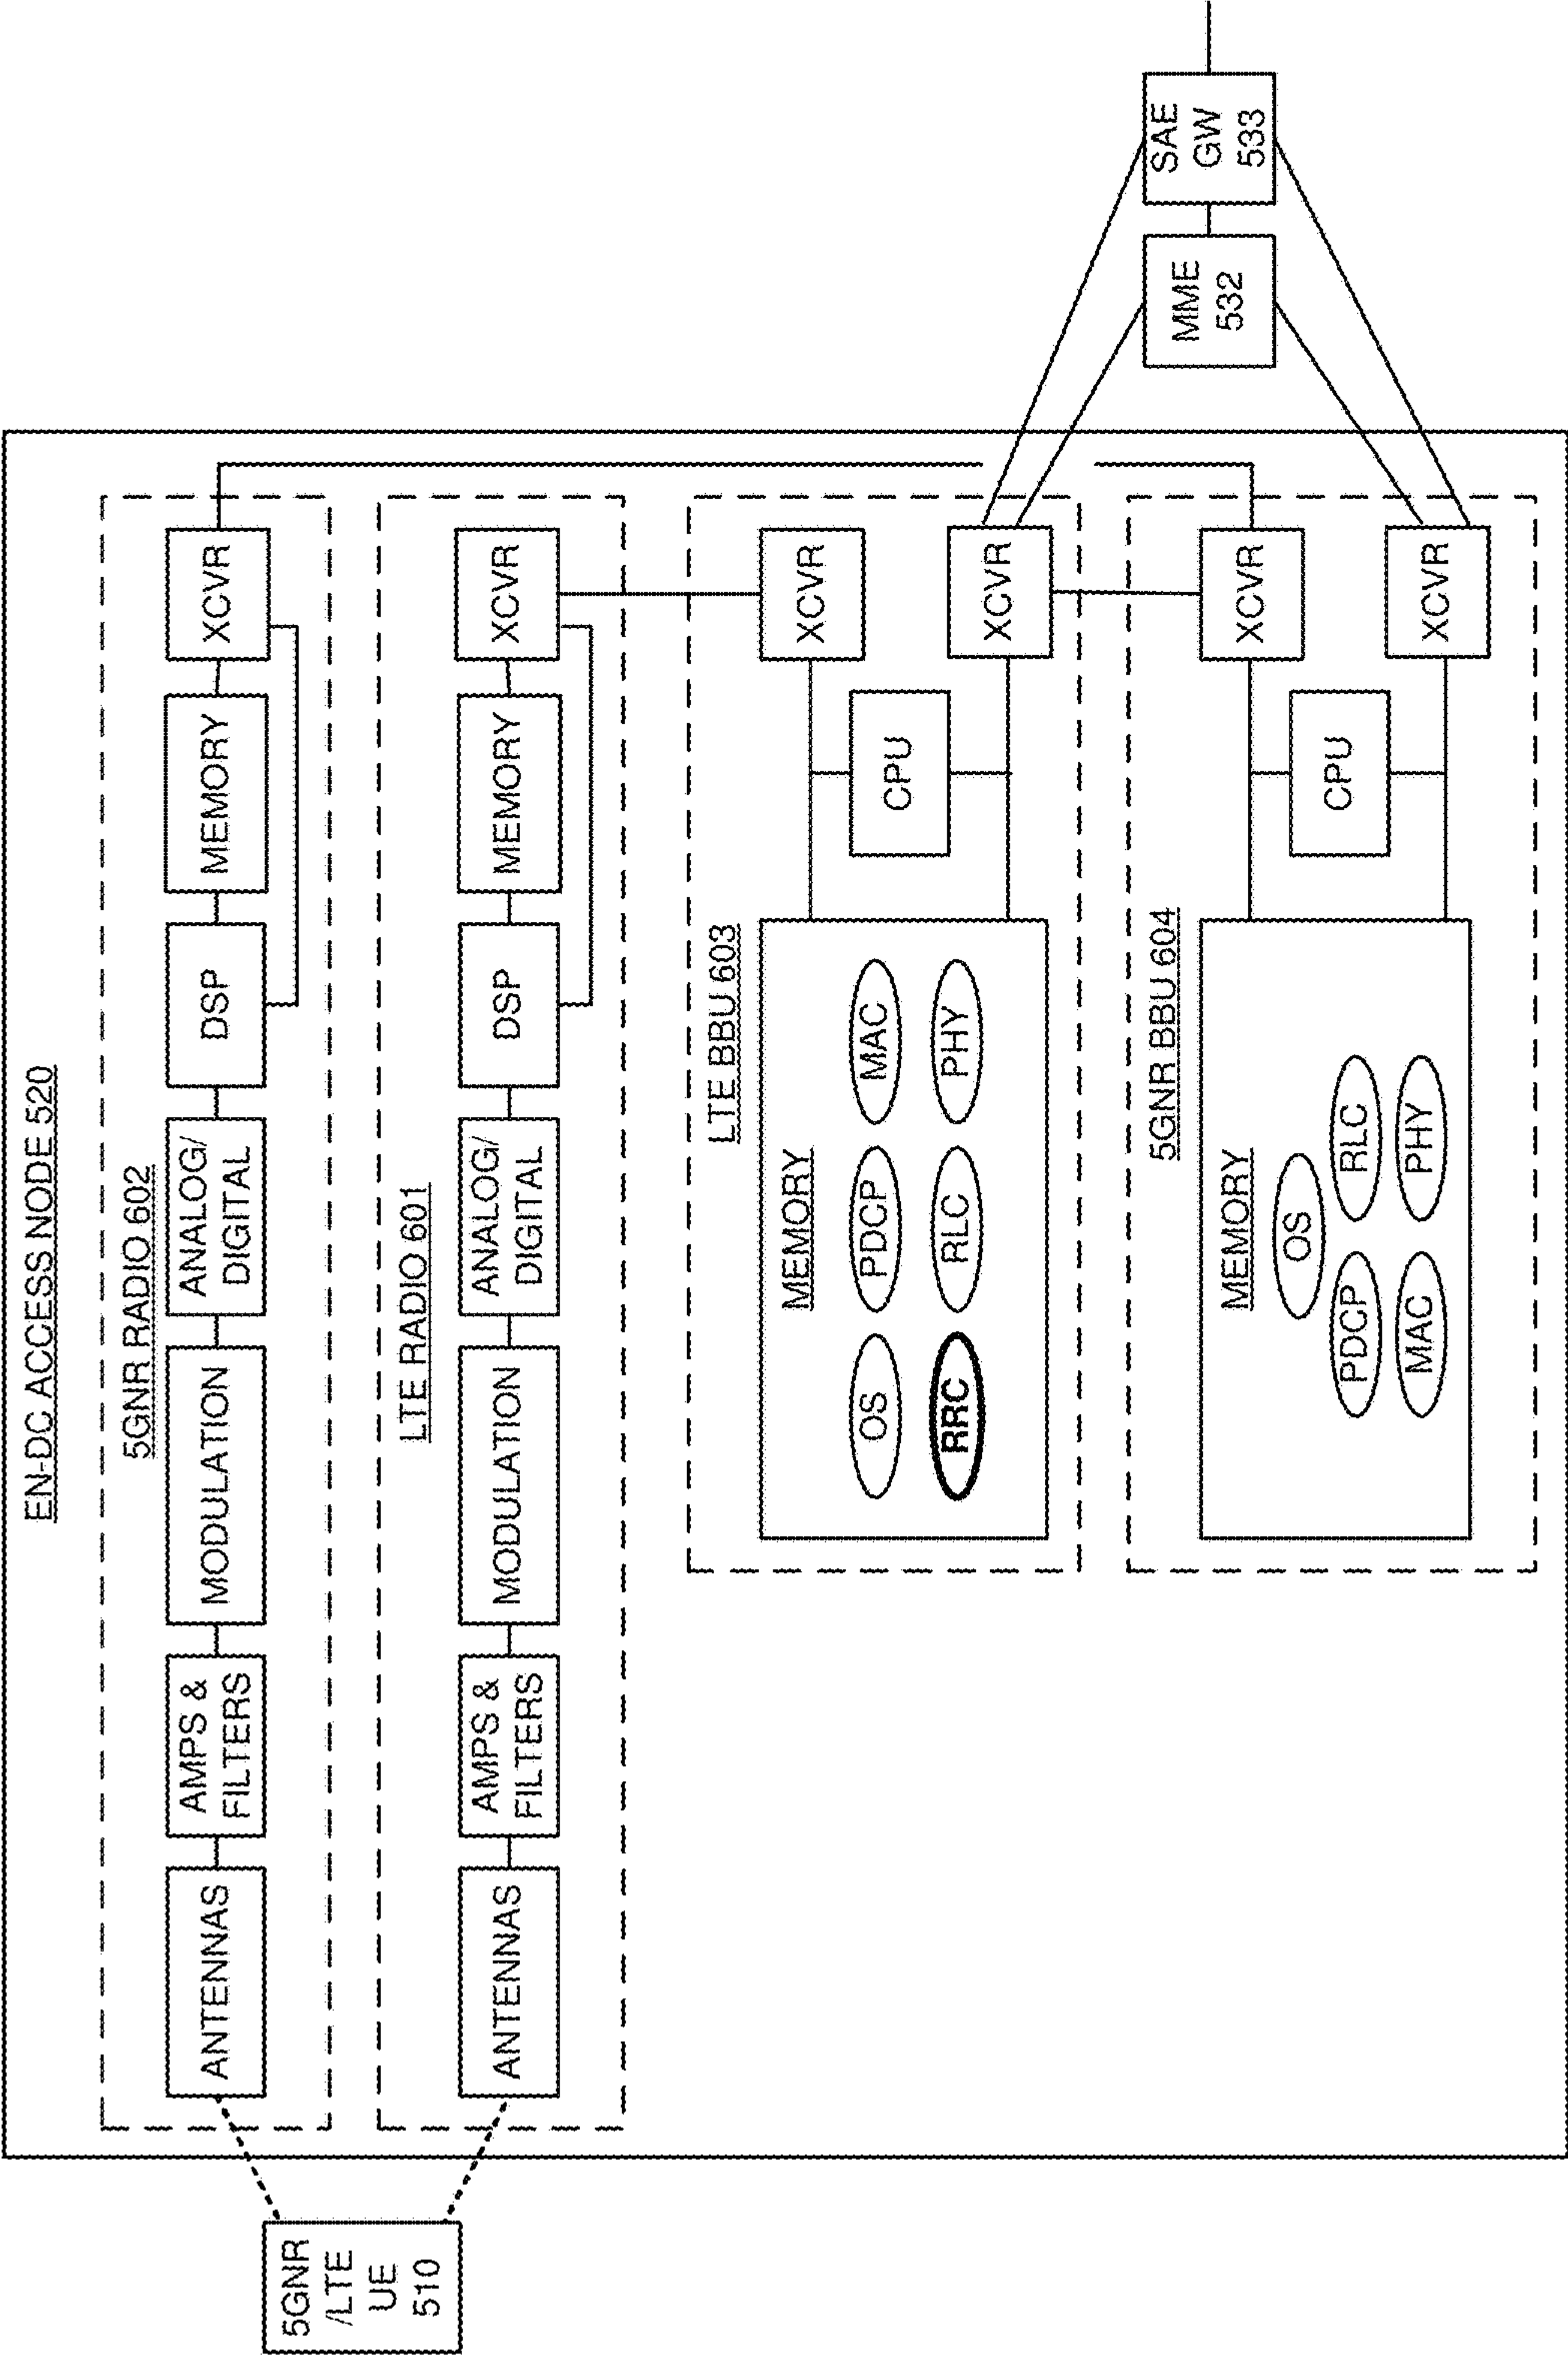 EN-DC ACCESS NODE 520
5GNR RADIO 602
ANTENNAS
AMPS &
FILTERS
MODULATION
ANALOG/
DIGITAL
DSP
MEMORY
XCVR
5GNR
/LTE
UE
510
LTE RADIO 601
ANTENNAS
AMPS &
FILTERS
MODULATION
ANALOG/
DIGITAL
DSP
MEMORY
XCVR
LTE BBU 603
MEMORY
OS
PDCP
MAC
RRC
RLC
PHY
CPU
XCVR
XCVR
5GNR BBU 604
MEMORY
OS
PDCP
RLC
MAC
PHY
CPU
XCVR
XCVR
MME
532
SAE
GW
533